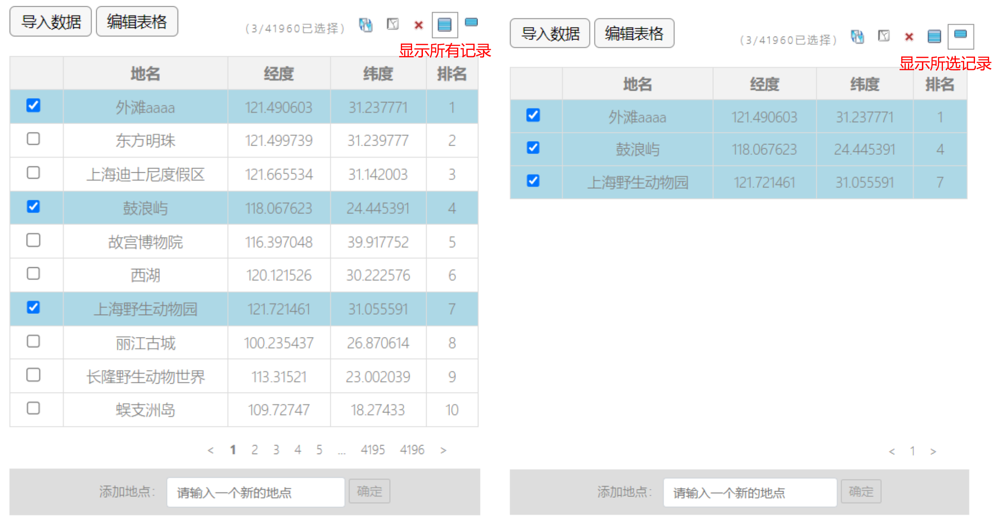 导入数据 编辑表格 (3/41960已选择)
显示所有记录
地名 经度 纬度 排名
外滩aaaa 121.490603 31.237771 1
东方明珠 121.499739 31.239777 2
上海迪士尼度假区 121.665534 31.142003 3
鼓浪屿 118.067623 24.445391 4
故宫博物院 116.397048 39.917752 5
西湖 120.121526 30.222576 6
上海野生动物园 121.721461 31.055591 7
丽江古城 100.235437 26.870614 8
长隆野生动物世界 113.31521 23.002039 9
蜈支洲岛 109.72747 18.27433 10
< 1 2 3 4 5 ... 4195 4196 >
添加地点: 请输入一个新的地点 确定
导入数据 编辑表格 (3/41960已选择)
显示所选记录
地名 经度 纬度 排名
外滩aaaa 121.490603 31.237771 1
鼓浪屿 118.067623 24.445391 4
上海野生动物园 121.721461 31.055591 7
< 1 >
添加地点: 请输入一个新的地点 确定